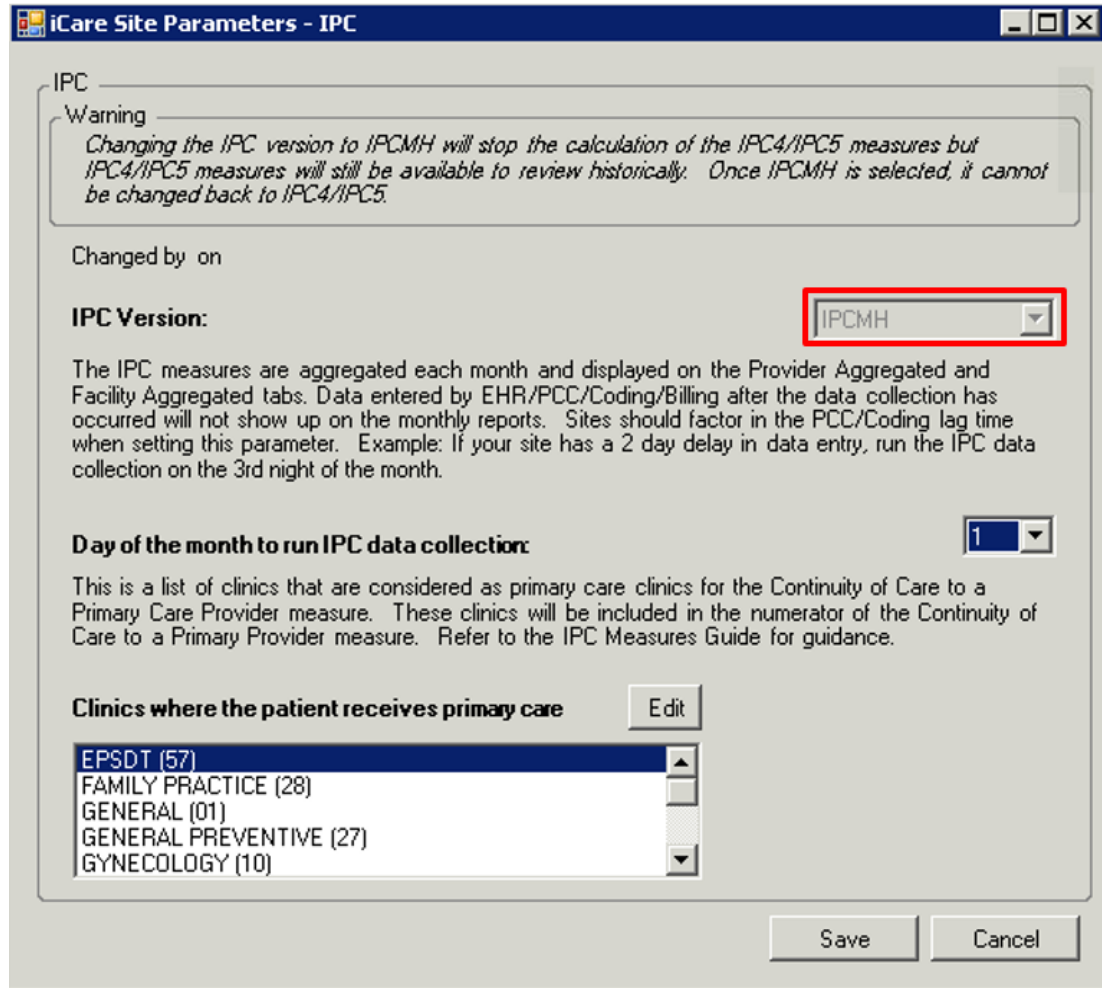 iCare Site Parameters - IPC
IPC
Warning
Changing the IPC version to IPCMH will stop the calculation of the IPC4/IPC5 measures but
IPC4/IPC5 measures will still be available to review historically. Once IPCMH is selected, it cannot
be changed back to IPC4/IPC5.
Changed by on
IPC Version:
IPCMH
The IPC measures are aggregated each month and displayed on the Provider Aggregated and
Facility Aggregated tabs. Data entered by EHR/PCC/Coding/Billing after the data collection has
occurred will not show up on the monthly reports. Sites should factor in the PCC/Coding lag time
when setting this parameter. Example: If your site has a 2 day delay in data entry, run the IPC data
collection on the 3rd night of the month.
Day of the month to run IPC data collection:
1
This is a list of clinics that are considered as primary care clinics for the Continuity of Care to a
Primary Care Provider measure. These clinics will be included in the numerator of the Continuity of
Care to a Primary Provider measure. Refer to the IPC Measures Guide for guidance.
Clinics where the patient receives primary care
Edit
EPSDT (57)
FAMILY PRACTICE (28)
GENERAL (01)
GENERAL PREVENTIVE (27)
GYNECOLOGY (10)
Save
Cancel